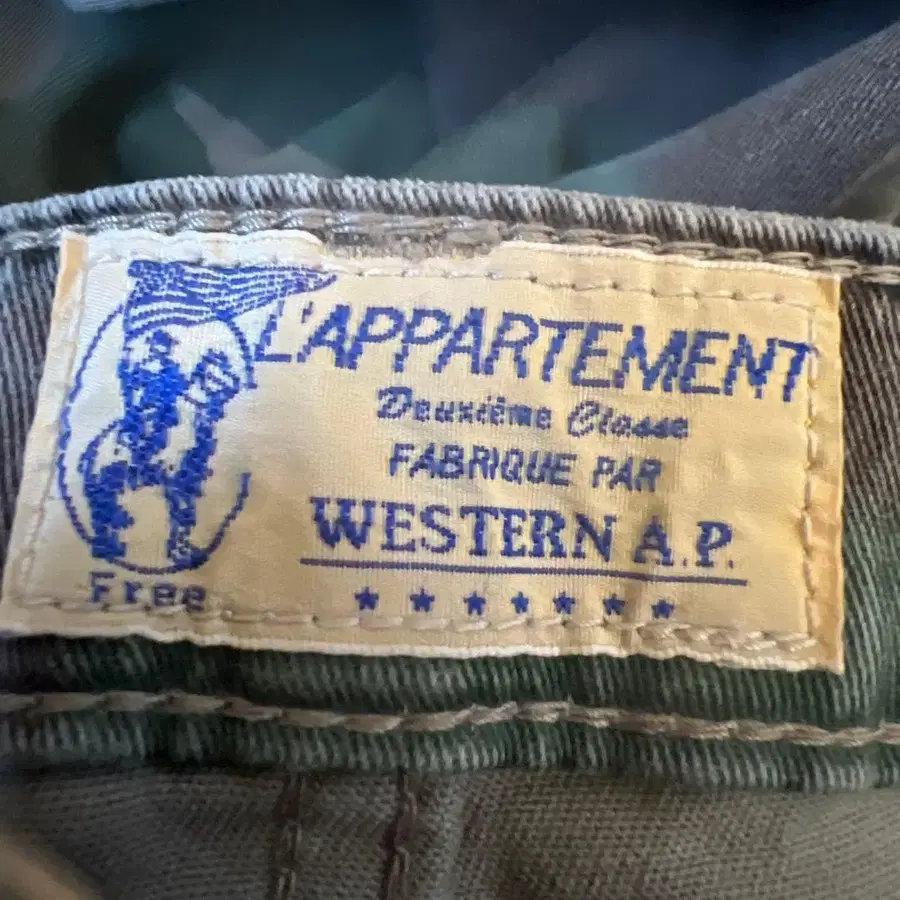 L'APPARTEMENT
Deuxième Classe
FABRIQUE PAR
WESTERN A.P.
Free